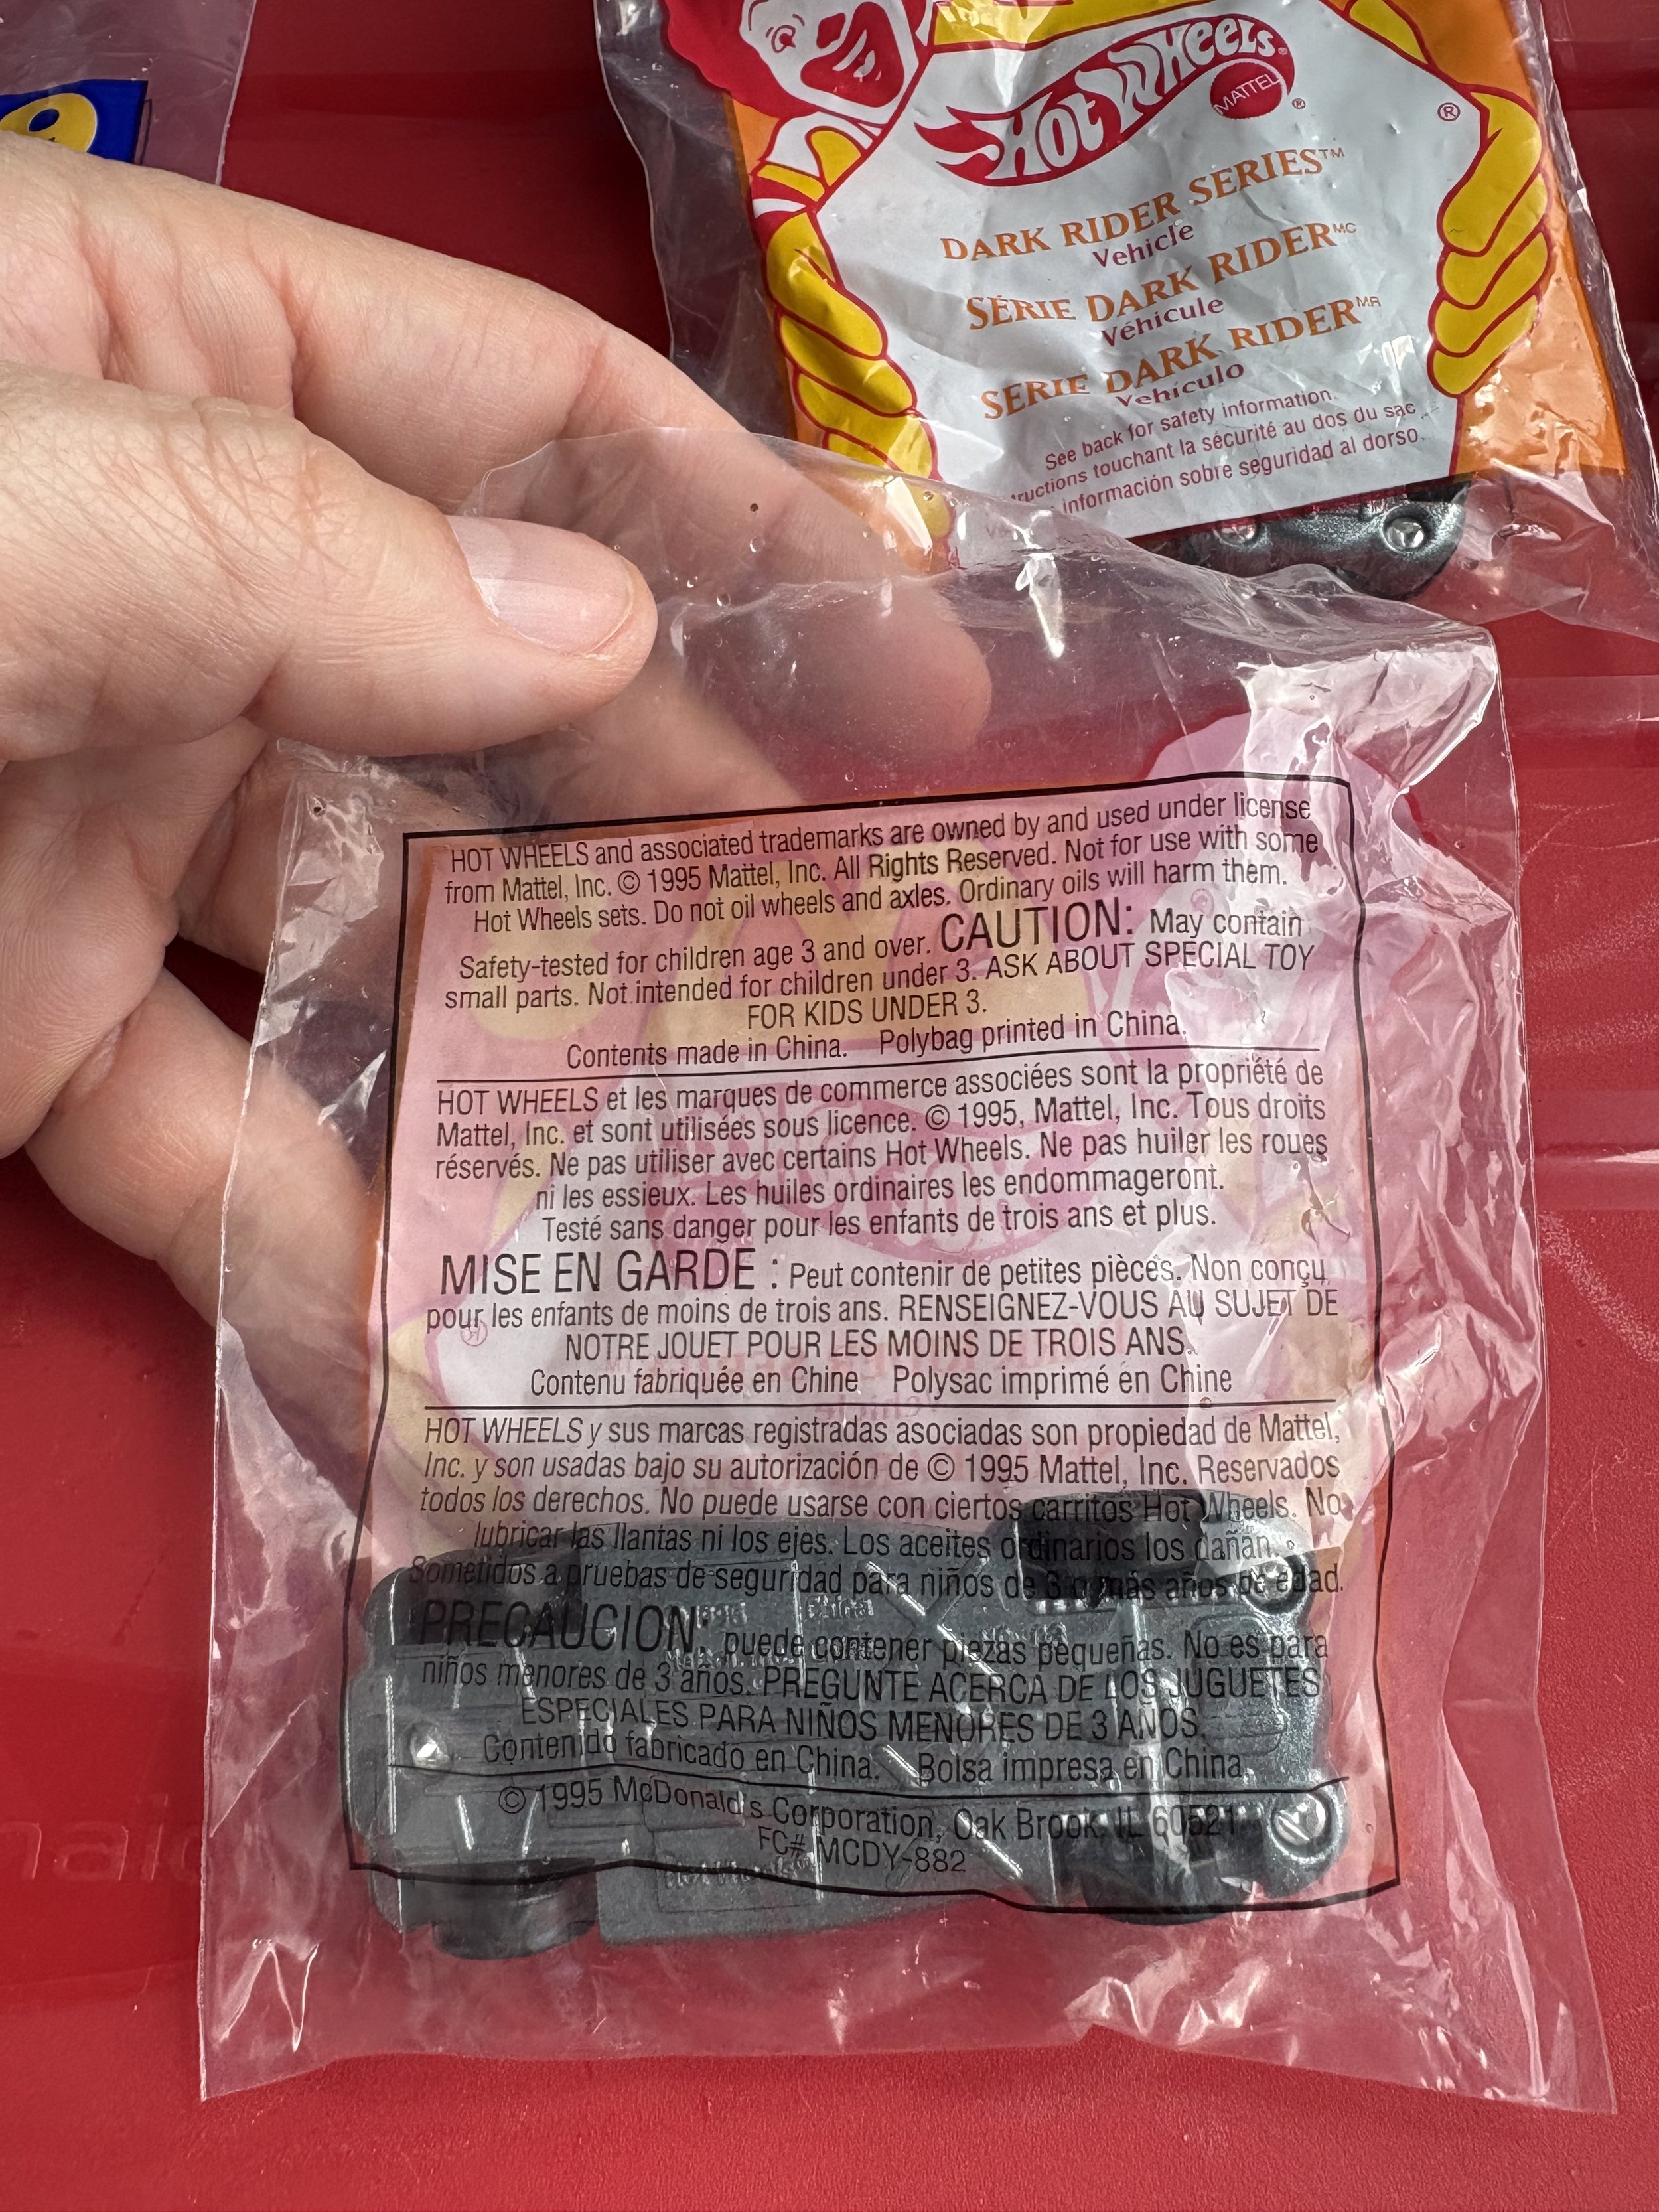 HOT WHEELS®
MATTEL ®
®
DARK RIDER SERIES™
Vehicle
SÉRIE DARK RIDER MC
Véhicule
SERIE DARK RIDER MR
Vehículo
See back for safety information.
ructions touchant la sécurité au dos du sac
información sobre seguridad al dorso.
HOT WHEELS and associated trademarks are owned by and used under license
from Mattel, Inc. © 1995 Mattel, Inc. All Rights Reserved. Not for use with some
Hot Wheels sets. Do not oil wheels and axles. Ordinary oils will harm them.
Safety-tested for children age 3 and over. CAUTION: May contain
small parts. Not intended for children under 3. ASK ABOUT SPECIAL TOY
FOR KIDS UNDER 3.
Contents made in China. Polybag printed in China.
HOT WHEELS et les marques de commerce associées sont la propriété de
Mattel, Inc. et sont utilisées sous licence. © 1995, Mattel, Inc. Tous droits
réservés. Ne pas utiliser avec certains Hot Wheels. Ne pas huiler les roues
ni les essieux. Les huiles ordinaires les endommageront.
Testé sans danger pour les enfants de trois ans et plus.
MISE EN GARDE : Peut contenir de petites pièces. Non conçu
pour les enfants de moins de trois ans. RENSEIGNEZ-VOUS AU SUJET DE
NOTRE JOUET POUR LES MOINS DE TROIS ANS.
Contenu fabriquée en Chine Polysac imprimé en Chine
HOT WHEELS y sus marcas registradas asociadas son propiedad de Mattel,
Inc. y son usadas bajo su autorización de © 1995 Mattel, Inc. Reservados
todos los derechos. No puede usarse con ciertos carritos Hot Wheels. No
lubricar las llantas ni los ejes. Los aceites ordinarios los dañan.
Sometidos a pruebas de seguridad para niños de 3 o más años de edad.
PRECAUCION: puede contener piezas pequeñas. No es para
niños menores de 3 años. PREGUNTE ACERCA DE LOS JUGUETES
ESPECIALES PARA NIÑOS MENORES DE 3 AÑOS.
Contenido fabricado en China. Bolsa impresa en China
© 1995 McDonald's Corporation, Oak Brook, IL 60521
FC# MCDY-882